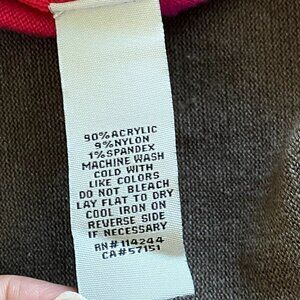 90%ACRYLIC
9%NYLON
1%SPANDEX
MACHINE WASH
COLD WITH
LIKE COLORS
DO NOT BLEACH
LAY FLAT TO DRY
COOL IRON ON
REVERSE SIDE
IF NECESSARY
RN#114244
CA#57151